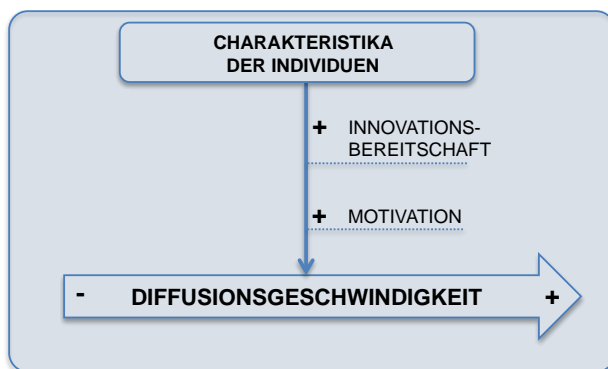 CHARAKTERISTIKA
DER INDIVIDUEN
+ INNOVATIONS-
BEREITSCHAFT
+ MOTIVATION
- DIFFUSIONSGESCHWINDIGKEIT +